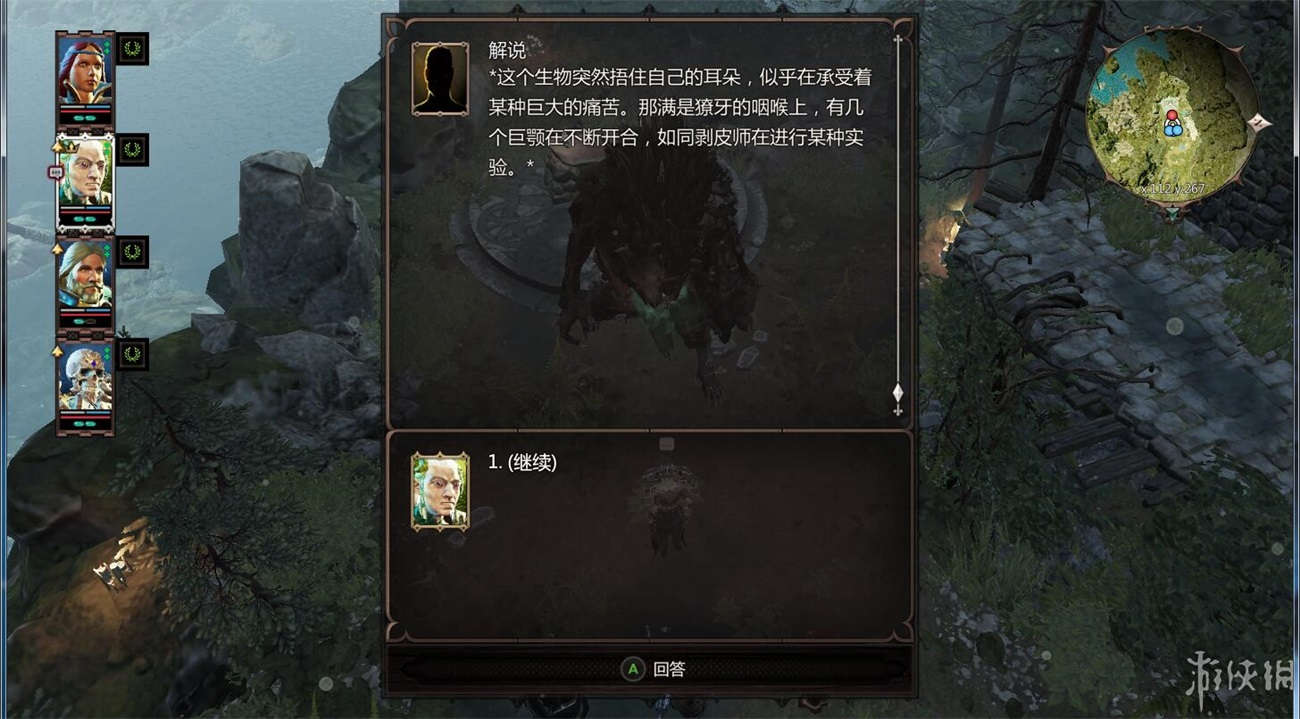 解说
*这个生物突然捂住自己的耳朵，似乎在承受着
某种巨大的痛苦。那满是獠牙的咽喉上，有几
个巨颚在不断开合，如同剥皮师在进行某种实
验。*
x:112 y:267
1. (继续)
A 回答
游侠网